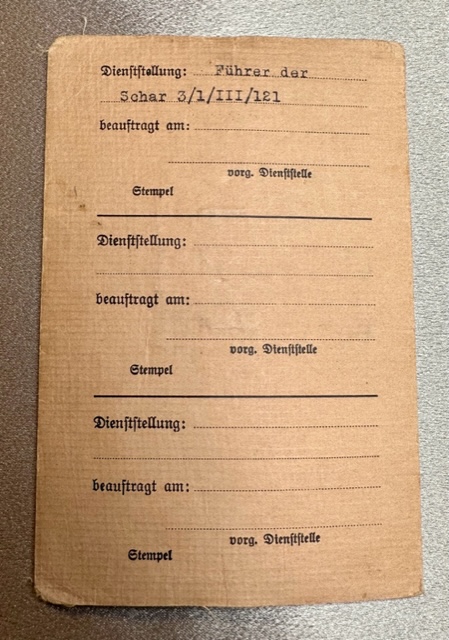 Dienststellung: Führer der
Schar 3/1/III/121
beauftragt am:
vorg. Dienststelle
Stempel
Dienststellung:
beauftragt am:
vorg. Dienststelle
Stempel
Dienststellung:
beauftragt am:
vorg. Dienststelle
Stempel